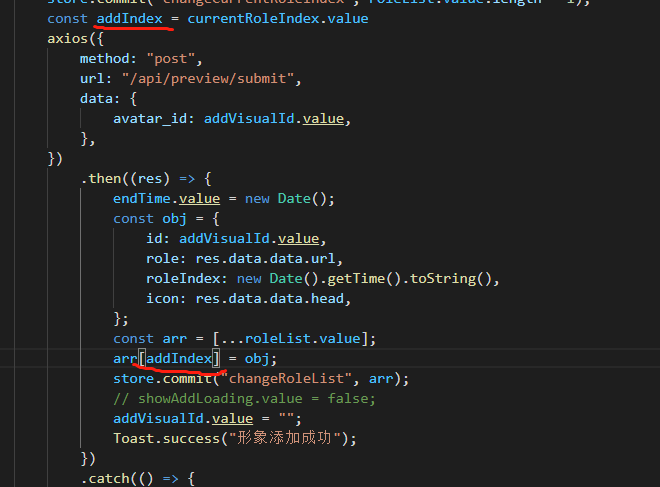 store.commit("changeCurrentRoleIndex", roleList.value.length - 1);
const addIndex = currentRoleIndex.value
axios({
method: "post",
url: "/api/preview/submit",
data: {
avatar_id: addVisualId.value,
},
})
.then((res) => {
endTime.value = new Date();
const obj = {
id: addVisualId.value,
role: res.data.data.url,
roleIndex: new Date().getTime().toString(),
icon: res.data.data.head,
};
const arr = [...roleList.value];
arr[addIndex] = obj;
store.commit("changeRoleList", arr);
// showAddLoading.value = false;
addVisualId.value = "";
Toast.success("形象添加成功");
})
.catch(() => {